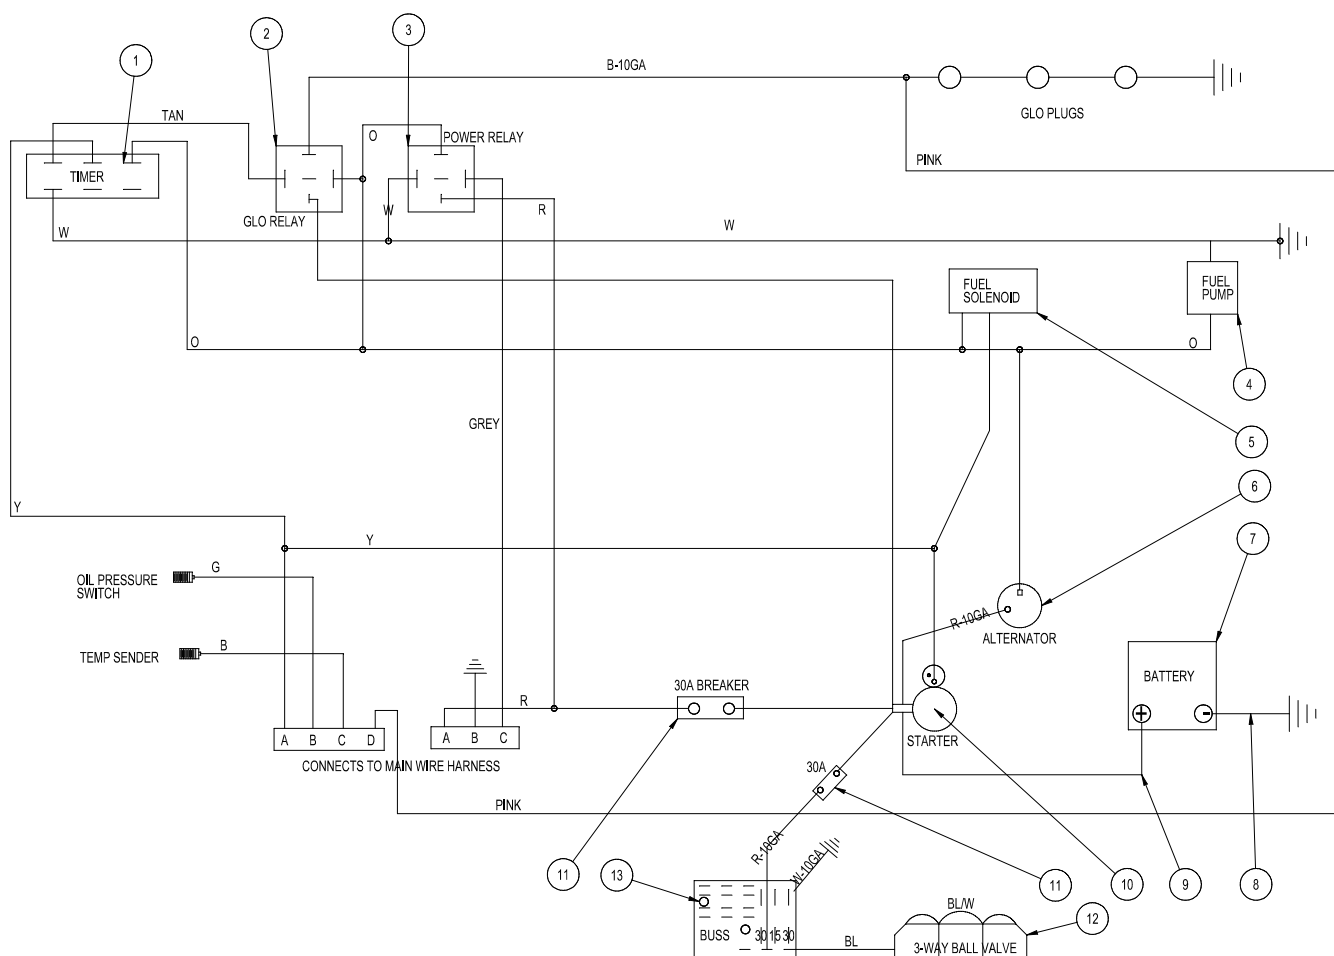 3
2
1
B-10GA
TAN
O
POWER RELAY
GLO PLUGS
PINK
TIMER
GLO RELAY
W
R
W
W
FUEL
SOLENOID
FUEL
PUMP
O
O
4
GREY
5
6
Y
Y
7
OIL PRESSURE
SWITCH
G
R-10GA
ALTERNATOR
TEMP SENDER
B
BATTERY
30A BREAKER
R
+
-
A B C D
A B C
STARTER
CONNECTS TO MAIN WIRE HARNESS
30A
PINK
R-10GA
W-10GA
11
13
11
10
9
8
BL/W
12
BUSS
30 15 30
BL
3-WAY BALL VALVE